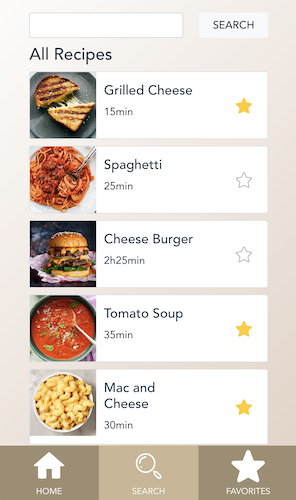 SEARCH
All Recipes
Grilled Cheese
15min
Spaghetti
25min
Cheese Burger
2h25min
Tomato Soup
35min
Mac and
Cheese
30min
HOME SEARCH FAVORITES